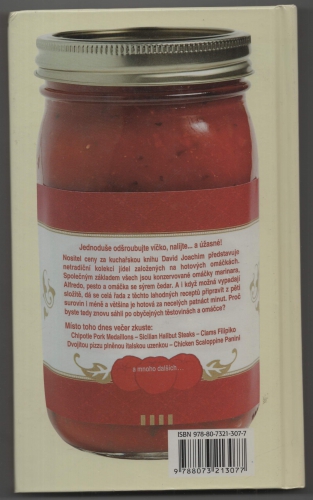 Jednoduše odšroubujte víčko, nalijte... a úžasné!
Nositel ceny za kuchařskou knihu David Joachim představuje
netradiční kolekci jídel založených na hotových omáčkách.
Společným základem všech jsou konzervované omáčky marinara,
Alfredo, pesto a omáčka se sýrem čedar. A i když mohou vypadají
složitě, dá se celá řada z těchto lahodných receptů připravit z pěti
surovin i méně a většina je hotová za necelých patnáct minut. Proč
byste tedy znovu sáhli po obyčejných těstovinách a omáčce?
Místo toho dnes večer zkuste:
Chipotle Pork Medallions – Sicilian Halibut Steaks – Clams Filipiko
Dvojitou pizzu plněnou italskou uzenkou – Chicken Scaloppine Panini
a mnoho dalších...
ISBN 978-80-7321-307-7
9 788073 213077